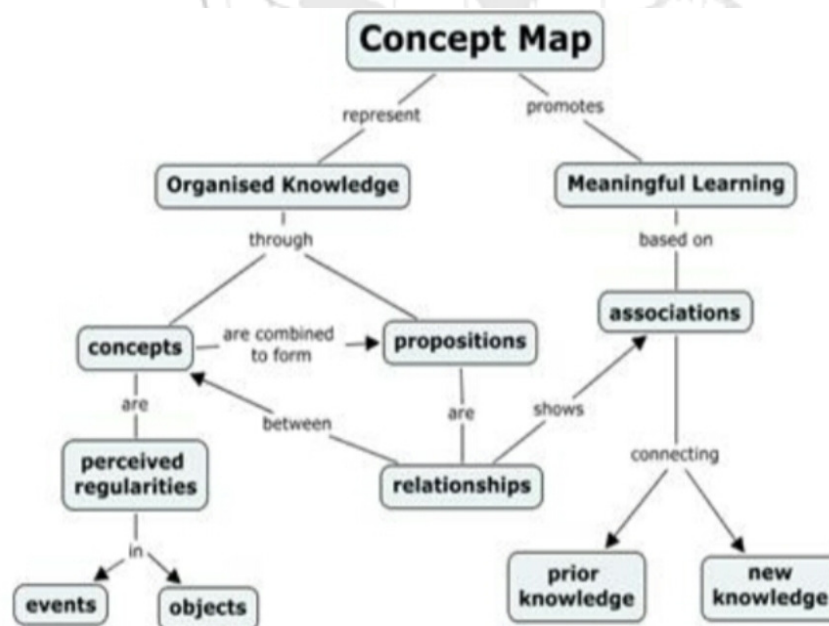 Concept Map
represent
promotes
Organised Knowledge
Meaningful Learning
through
based on
concepts
are combined
to form
propositions
associations
are
between
are
shows
perceived
regularities
relationships
connecting
in
events
objects
prior
knowledge
new
knowledge